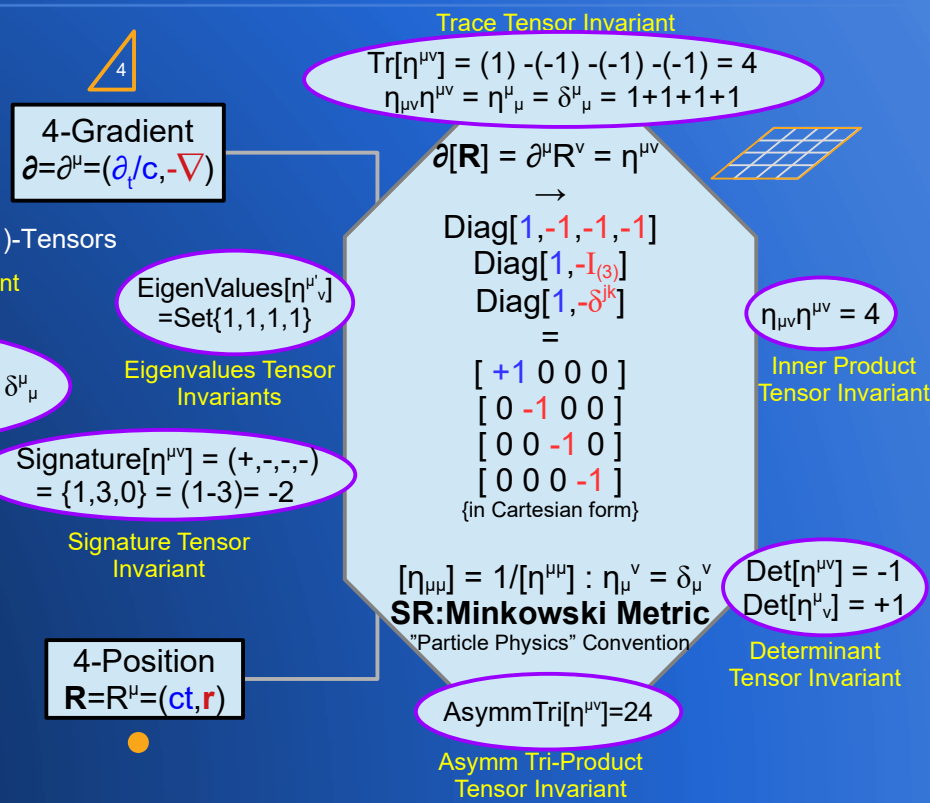 Trace Tensor Invariant
Tr[η^μν] = (1) -(-1) -(-1) -(-1) = 4
η_μν η^μν = η^μ_μ = δ^μ_μ = 1+1+1+1
4
4-Gradient
∂=∂^μ=(∂_t/c,-∇)
)-Tensors
nt
EigenValues[η^μ'_ν]
=Set{1,1,1,1}
Eigenvalues Tensor
Invariants
δ^μ_μ
Signature[η^μν] = (+,-,-,-)
= {1,3,0} = (1-3)= -2
Signature Tensor
Invariant
4-Position
R=R^μ=(ct,r)
∂[R] = ∂^μR^ν = η^μν
→
Diag[1,-1,-1,-1]
Diag[1,-I_(3)]
Diag[1,-δ^jk]
=
[ +1 0 0 0 ]
[ 0 -1 0 0 ]
[ 0 0 -1 0 ]
[ 0 0 0 -1 ]
{in Cartesian form}
[η_μμ] = 1/[η^μμ] : η_μ^ν = δ_μ^ν
SR:Minkowski Metric
”Particle Physics” Convention
η_μν η^μν = 4
Inner Product
Tensor Invariant
Det[η^μν] = -1
Det[η^μ_ν] = +1
Determinant
Tensor Invariant
AsymmTri[η^μν]=24
Asymm Tri-Product
Tensor Invariant